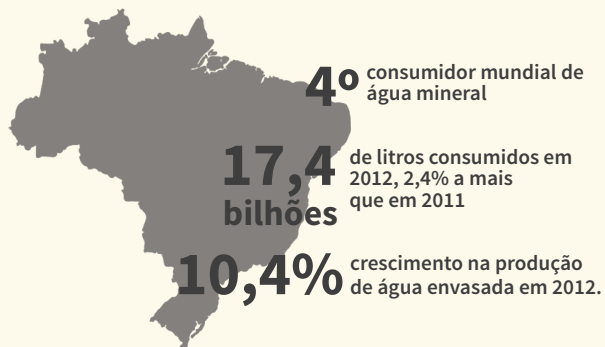 4º consumidor mundial de
água mineral
17,4 de litros consumidos em
2012, 2,4% a mais
bilhões que em 2011
10,4% crescimento na produção
de água envasada em 2012.